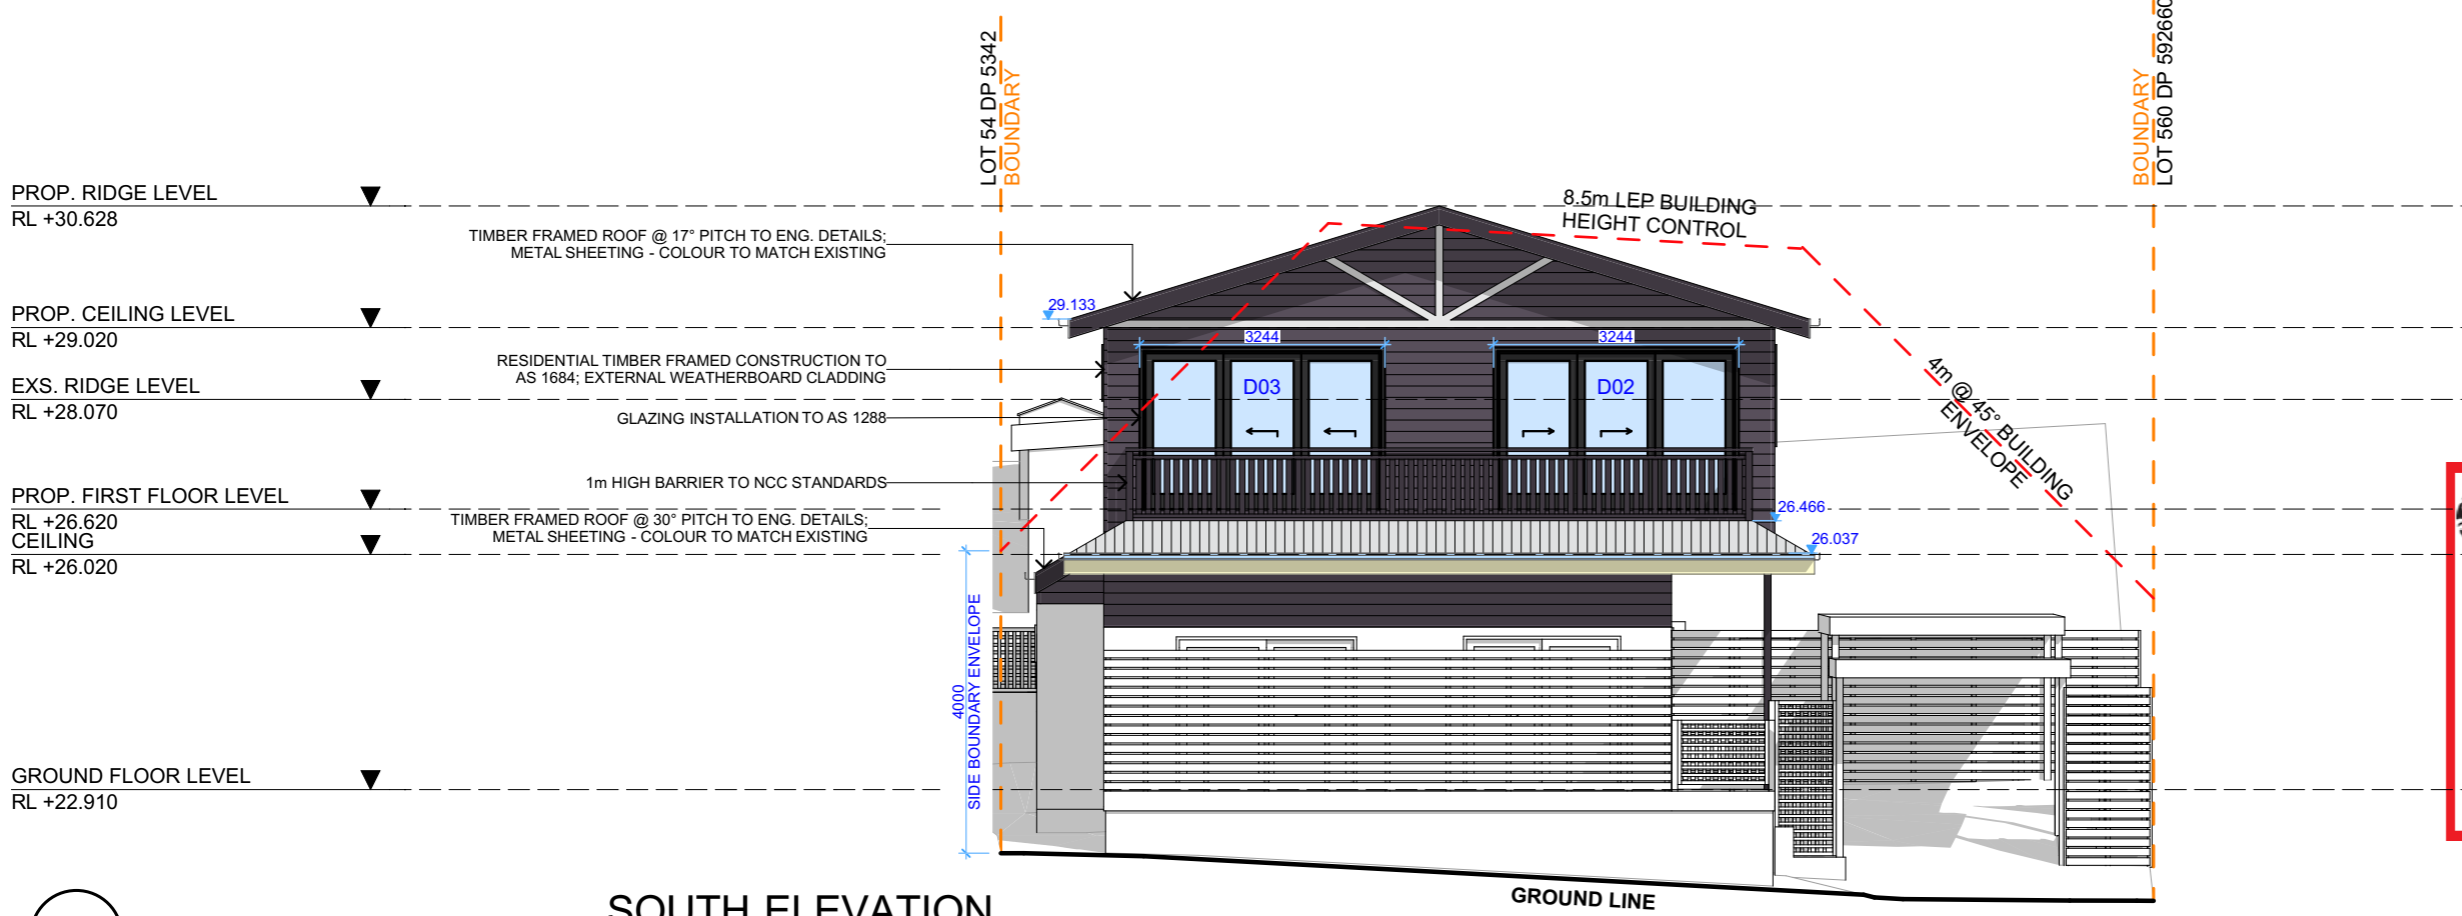 LOT 54 DP 5342
BOUNDARY
BOUNDARY
LOT 560 DP 592660
PROP. RIDGE LEVEL
RL +30.628
8.5m LEP BUILDING
HEIGHT CONTROL
TIMBER FRAMED ROOF @ 17° PITCH TO ENG. DETAILS;
METAL SHEETING - COLOUR TO MATCH EXISTING
29.133
PROP. CEILING LEVEL
RL +29.020
3244
3244
RESIDENTIAL TIMBER FRAMED CONSTRUCTION TO
AS 1684; EXTERNAL WEATHERBOARD CLADDING
D03
D02
EXS. RIDGE LEVEL
RL +28.070
GLAZING INSTALLATION TO AS 1288
4m @ 45° BUILDING
ENVELOPE
1m HIGH BARRIER TO NCC STANDARDS
PROP. FIRST FLOOR LEVEL
RL +26.620
26.466
TIMBER FRAMED ROOF @ 30° PITCH TO ENG. DETAILS;
METAL SHEETING - COLOUR TO MATCH EXISTING
CEILING
RL +26.020
26.037
4000
SIDE BOUNDARY ENVELOPE
GROUND FLOOR LEVEL
RL +22.910
GROUND LINE
SOUTH ELEVATION